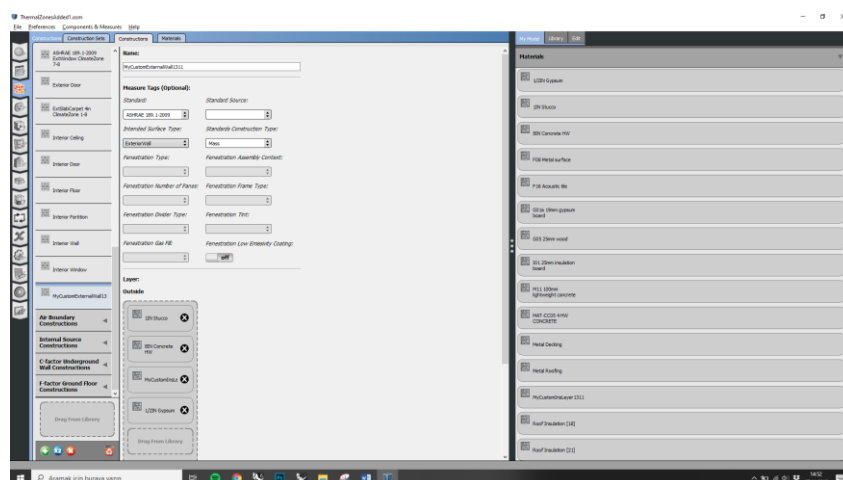 ThermalZonesAdded1.osm
File Preferences Components & Measures Help
Constructions Construction Sets
Constructions Materials
My Model Library Edit
ASHRAE 189.1-2009
ExtWindow ClimateZone
7-8
Exterior Door
ExtSlabCarpet 4in
ClimateZone 1-8
Interior Ceiling
Interior Door
Interior Floor
Interior Partition
Interior Wall
Interior Window
MyCustomExternalWall13
Air Boundary
Constructions
Internal Source
Constructions
C-factor Underground
Wall Constructions
F-factor Ground Floor
Constructions
Drag From Library
Name:
MyCustomExternalWall1311
Measure Tags (Optional):
Standard:
Standard Source:
ASHRAE 189.1-2009
Intended Surface Type:
Standards Construction Type:
ExteriorWall
Mass
Fenestration Type:
Fenestration Assembly Context:
Fenestration Number of Panes:
Fenestration Frame Type:
Fenestration Divider Type:
Fenestration Tint:
Fenestration Gas Fill:
Fenestration Low Emissivity Coating:
off
Layer:
Outside
1IN Stucco
8IN Concrete
HW
MyCustomInsLa
1/2IN Gypsum
Drag From Library
Materials
1/2IN Gypsum
1IN Stucco
8IN Concrete HW
F08 Metal surface
F16 Acoustic tile
G01a 19mm gypsum
board
G05 25mm wood
I01 25mm insulation
board
M11 100mm
lightweight concrete
MAT-CC05 4 HW
CONCRETE
Metal Decking
Metal Roofing
MyCustomInsLayer1311
Roof Insulation [18]
Roof Insulation [21]
Aramak için buraya yazın
14:52